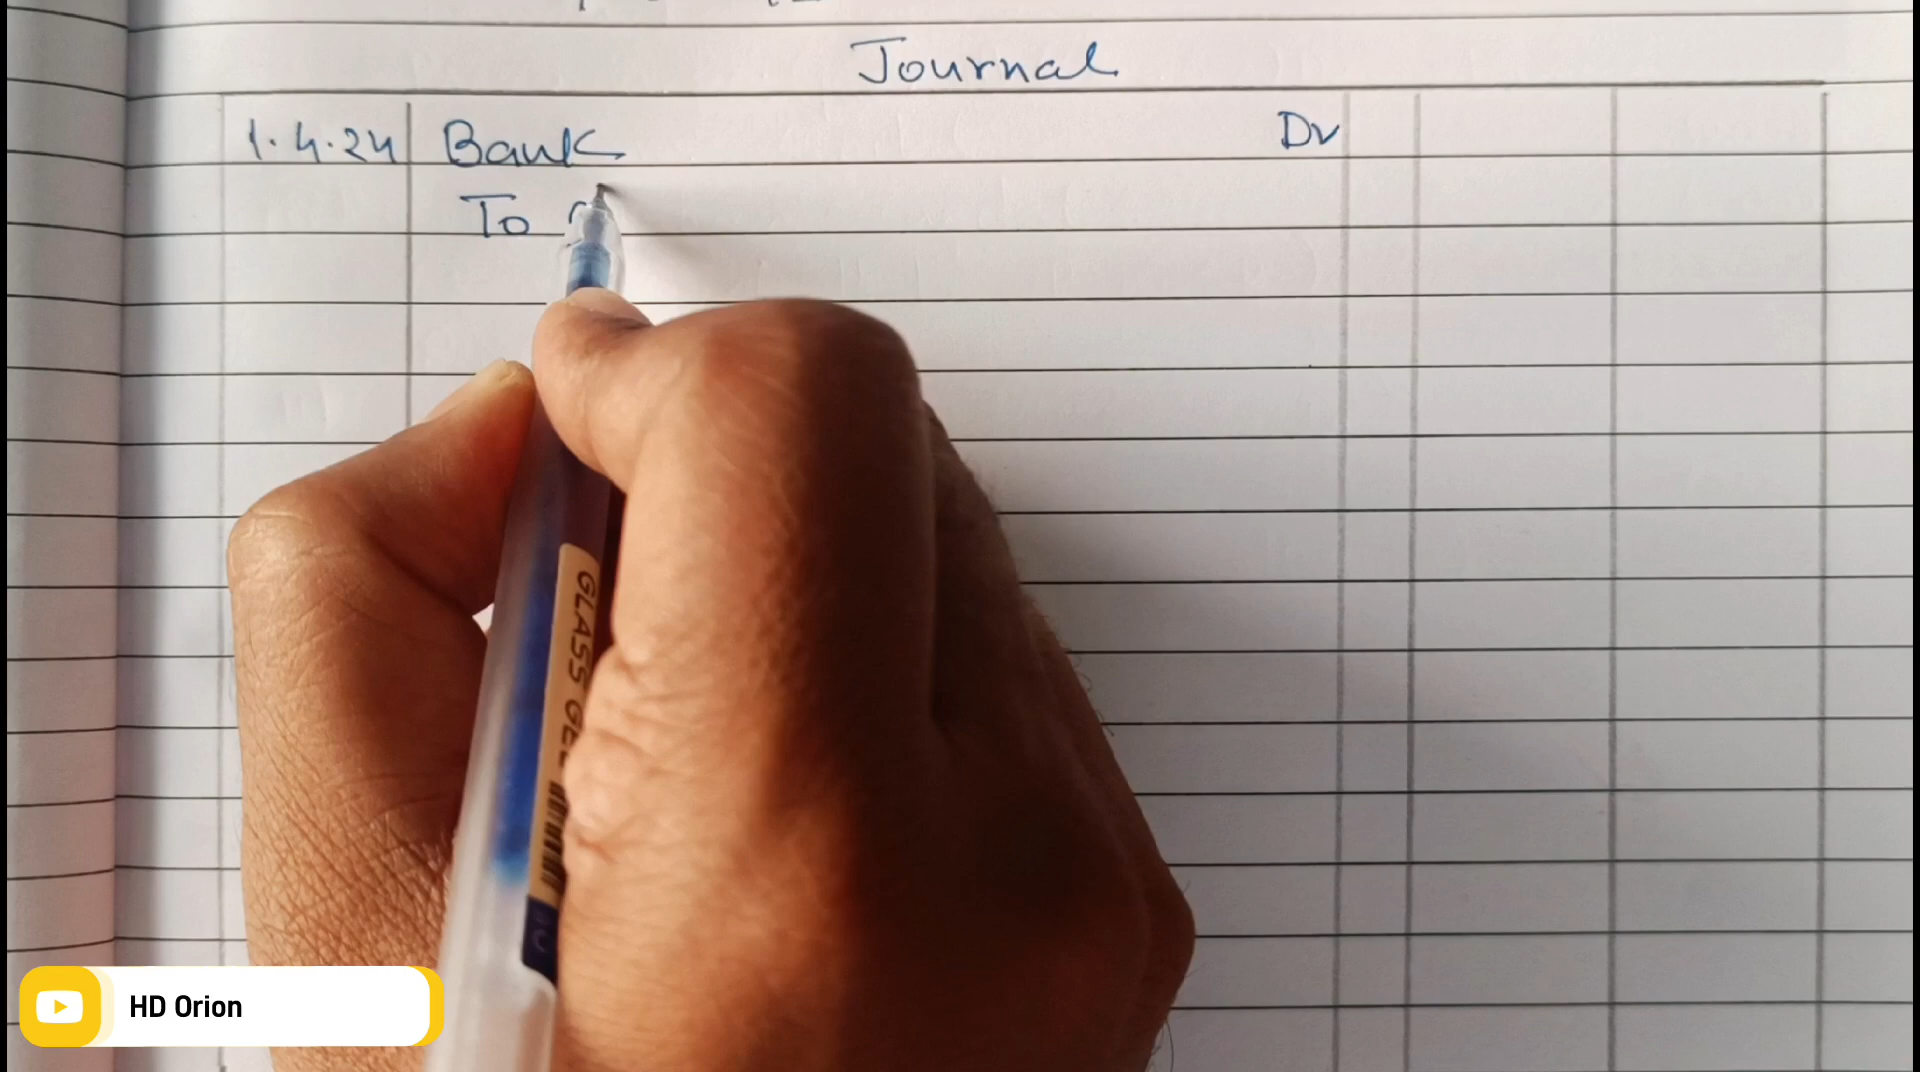 Journal
1.4.24 Bank Dr
To
GLASS GEL
HD Orion